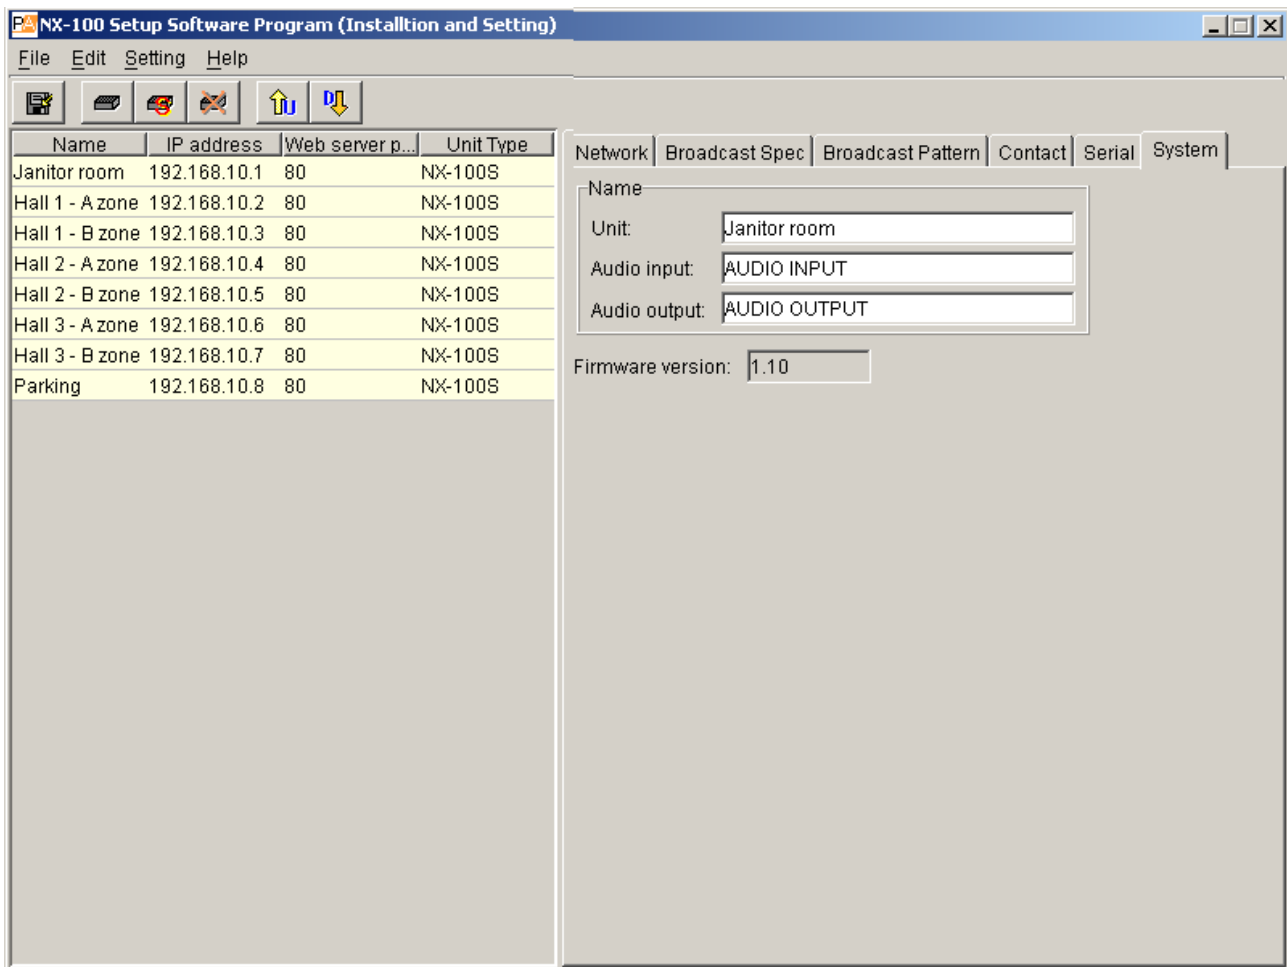 PA NX-100 Setup Software Program (Installtion and Setting)
File Edit Setting Help
U D
Name IP address Web server p... Unit Type
Janitor room 192.168.10.1 80 NX-100S
Hall 1 - A zone 192.168.10.2 80 NX-100S
Hall 1 - B zone 192.168.10.3 80 NX-100S
Hall 2 - A zone 192.168.10.4 80 NX-100S
Hall 2 - B zone 192.168.10.5 80 NX-100S
Hall 3 - A zone 192.168.10.6 80 NX-100S
Hall 3 - B zone 192.168.10.7 80 NX-100S
Parking 192.168.10.8 80 NX-100S
Network Broadcast Spec Broadcast Pattern Contact Serial System
Name
Unit: Janitor room
Audio input: AUDIO INPUT
Audio output: AUDIO OUTPUT
Firmware version: 1.10